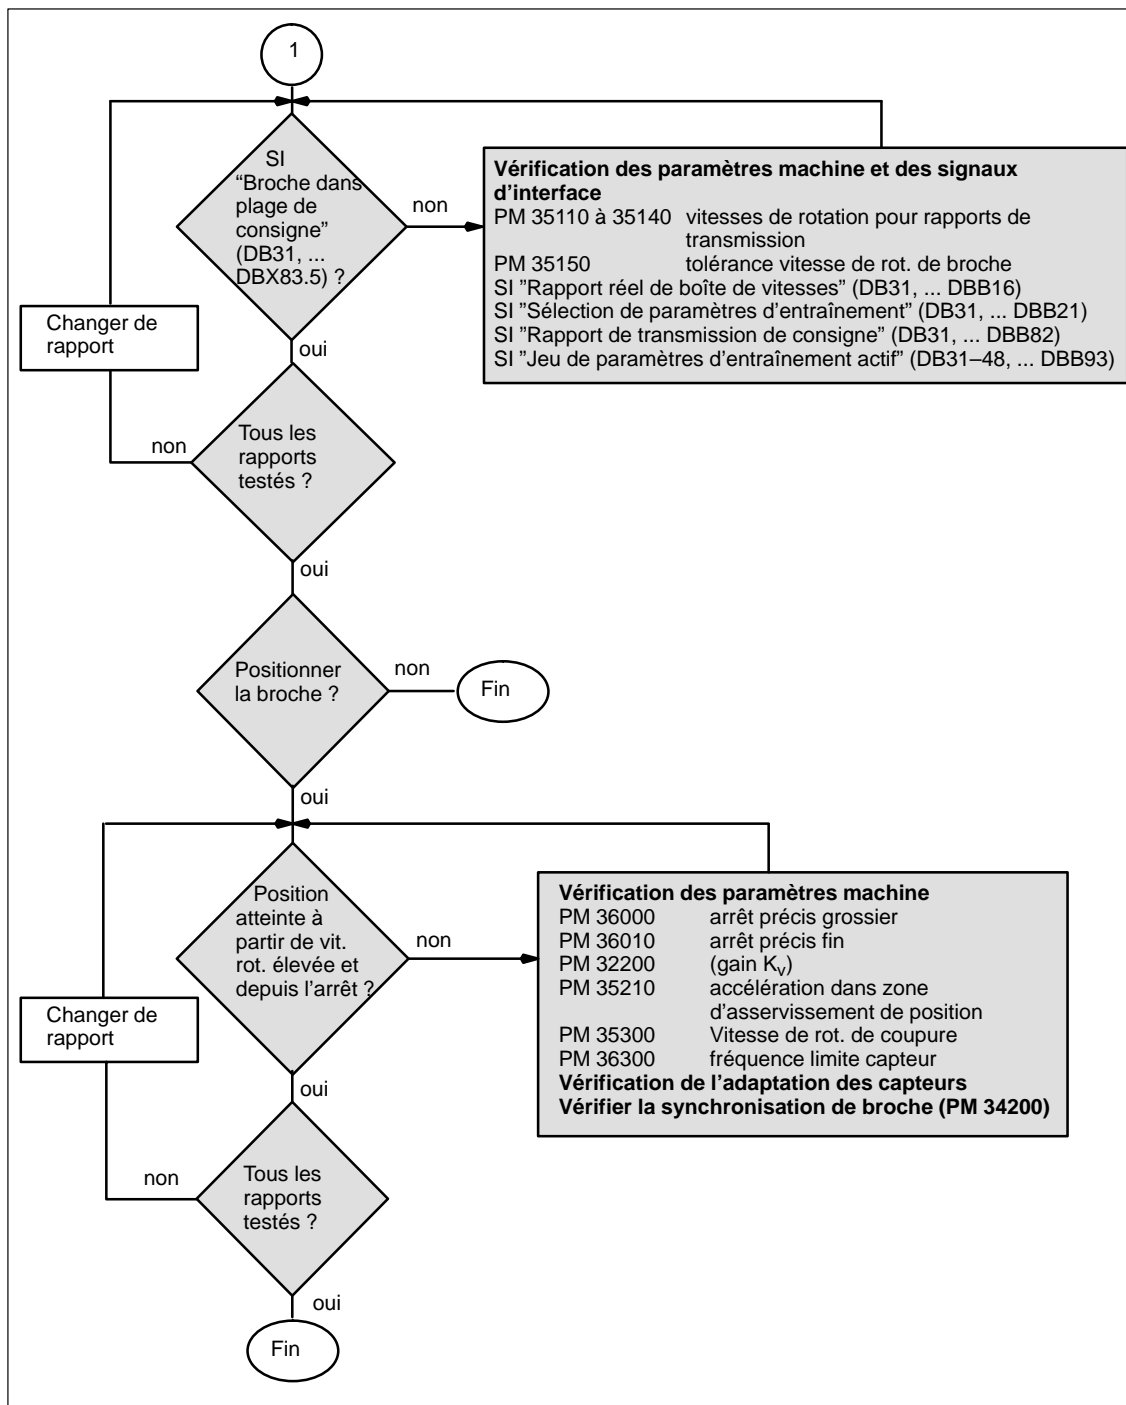 1
SI
“Broche dans
plage de
consigne”
(DB31, ...
DBX83.5) ?
non
Vérification des paramètres machine et des signaux
d’interface
PM 35110 à 35140 vitesses de rotation pour rapports de
transmission
PM 35150 tolérance vitesse de rot. de broche
SI ”Rapport réel de boîte de vitesses” (DB31, ... DBB16)
SI ”Sélection de paramètres d’entraînement” (DB31, ... DBB21)
SI ”Rapport de transmission de consigne” (DB31, ... DBB82)
SI ”Jeu de paramètres d’entraînement actif” (DB31–48, ... DBB93)
Changer de
rapport
oui
non
Tous les
rapports
testés ?
oui
Positionner
la broche ?
non
Fin
oui
Position
atteinte à
partir de vit.
rot. élevée et
depuis l’arrêt ?
non
Vérification des paramètres machine
PM 36000 arrêt précis grossier
PM 36010 arrêt précis fin
PM 32200 (gain Kv)
PM 35210 accélération dans zone
d’asservissement de position
PM 35300 Vitesse de rot. de coupure
PM 36300 fréquence limite capteur
Vérification de l’adaptation des capteurs
Vérifier la synchronisation de broche (PM 34200)
Changer de
rapport
oui
non
Tous les
rapports
testés ?
oui
Fin